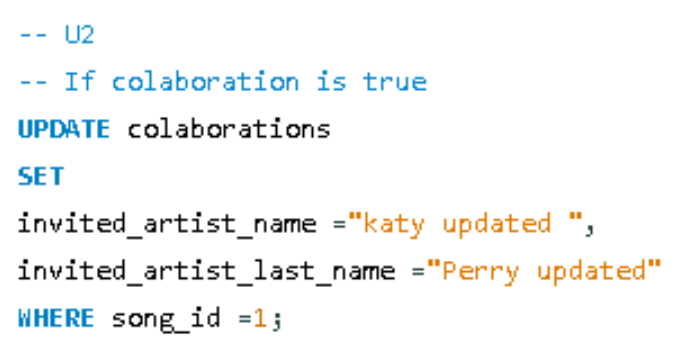 -- U2
-- If colaboration is true
UPDATE colaborations
SET
invited_artist_name ="katy updated ",
invited_artist_last_name ="Perry updated"
WHERE song_id =1;